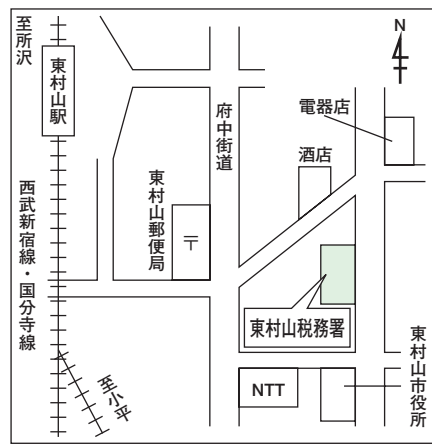 至所沢
東村山駅
西武新宿線・国分寺線
至小平
東村山郵便局
〒
府中街道
酒店
電器店
N
東村山税務署
NTT
東村山市役所